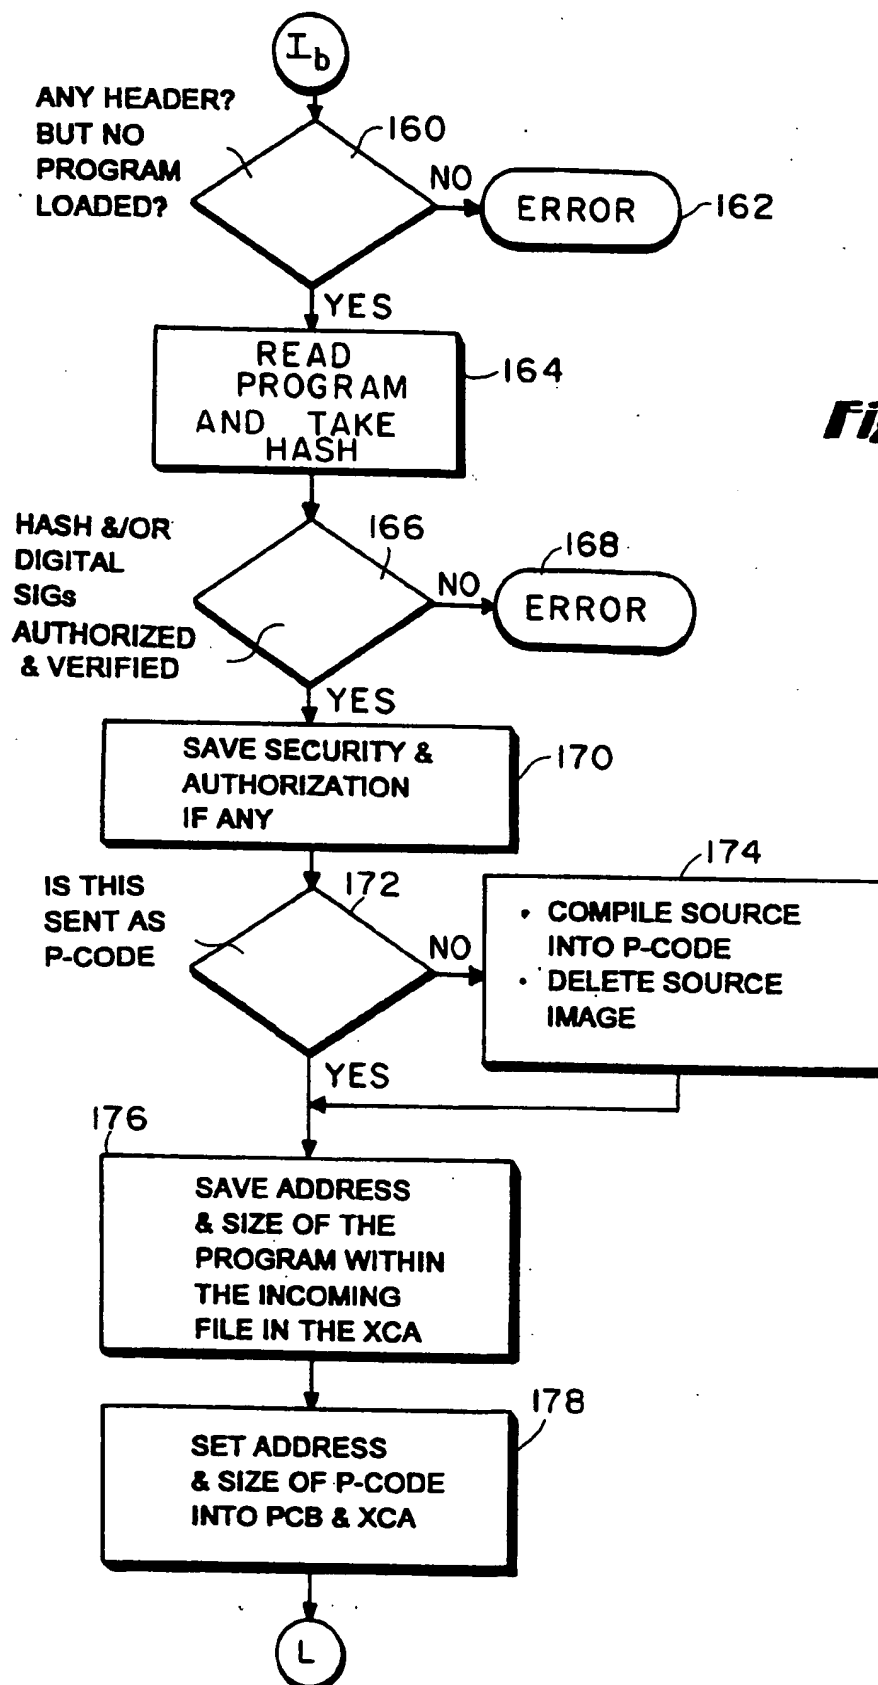 I b
ANY HEADER?
BUT NO
PROGRAM
LOADED?
160
NO
ERROR
162
YES
READ
PROGRAM
AND TAKE
HASH
164
Fig
HASH &/OR
DIGITAL
SIGs
AUTHORIZED
& VERIFIED
166
NO
168
ERROR
YES
SAVE SECURITY &
AUTHORIZATION
IF ANY
170
IS THIS
SENT AS
P-CODE
172
NO
174
• COMPILE SOURCE
INTO P-CODE
• DELETE SOURCE
IMAGE
YES
176
SAVE ADDRESS
& SIZE OF THE
PROGRAM WITHIN
THE INCOMING
FILE IN THE XCA
178
SET ADDRESS
& SIZE OF P-CODE
INTO PCB & XCA
L